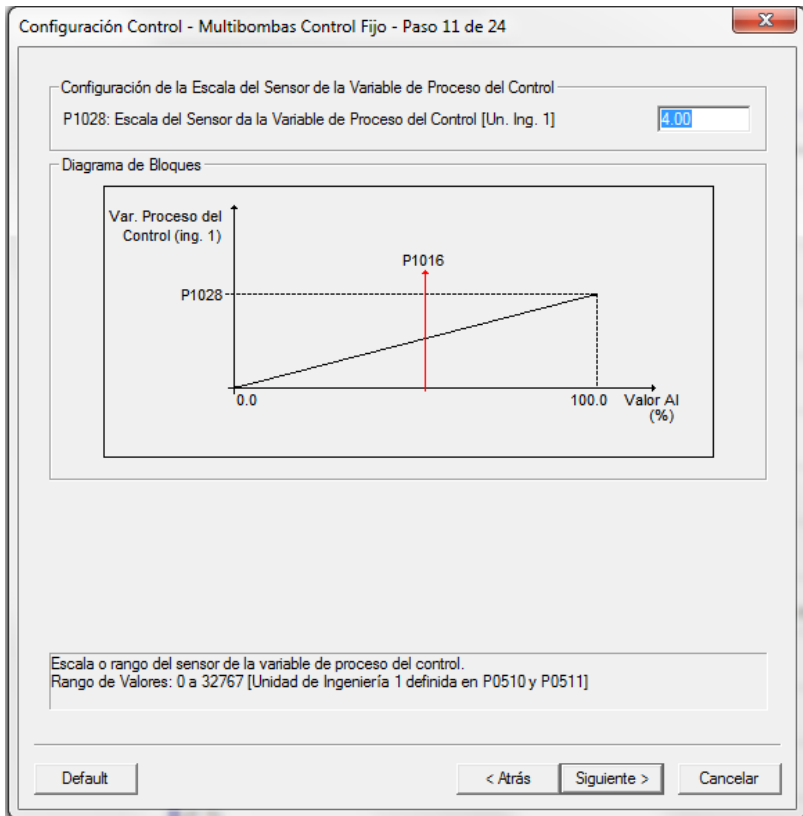 Configuración Control - Multibombas Control Fijo - Paso 11 de 24
Configuración de la Escala del Sensor de la Variable de Proceso del Control
P1028: Escala del Sensor da la Variable de Proceso del Control [Un. Ing. 1]
4.00
Diagrama de Bloques
Var. Proceso del
Control (ing. 1)
P1016
P1028
0.0
100.0
Valor AI
(%)
Escala o rango del sensor de la variable de proceso del control.
Rango de Valores: 0 a 32767 [Unidad de Ingeniería 1 definida en P0510 y P0511]
Default
< Atrás
Siguiente >
Cancelar